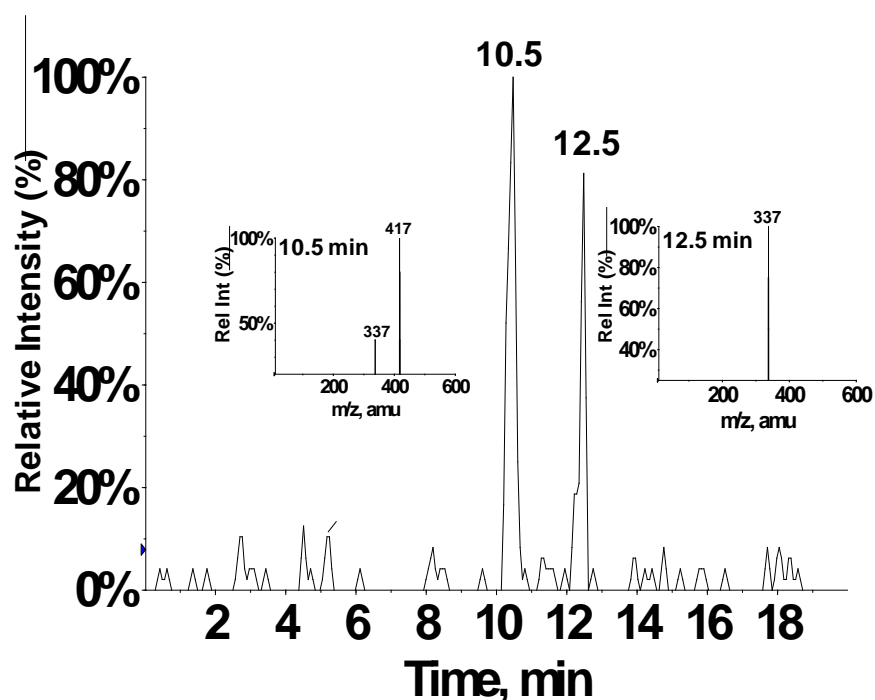 10.5
12.5
Relative Intensity (%)
100%
80%
60%
40%
20%
0%
2 4 6 8 10 12 14 16 18
Time, min
10.5 min
417
337
Rel Int (%)
100%
50%
200 400 600
m/z, amu
12.5 min
337
Rel Int (%)
100%
80%
60%
40%
200 400 600
m/z, amu